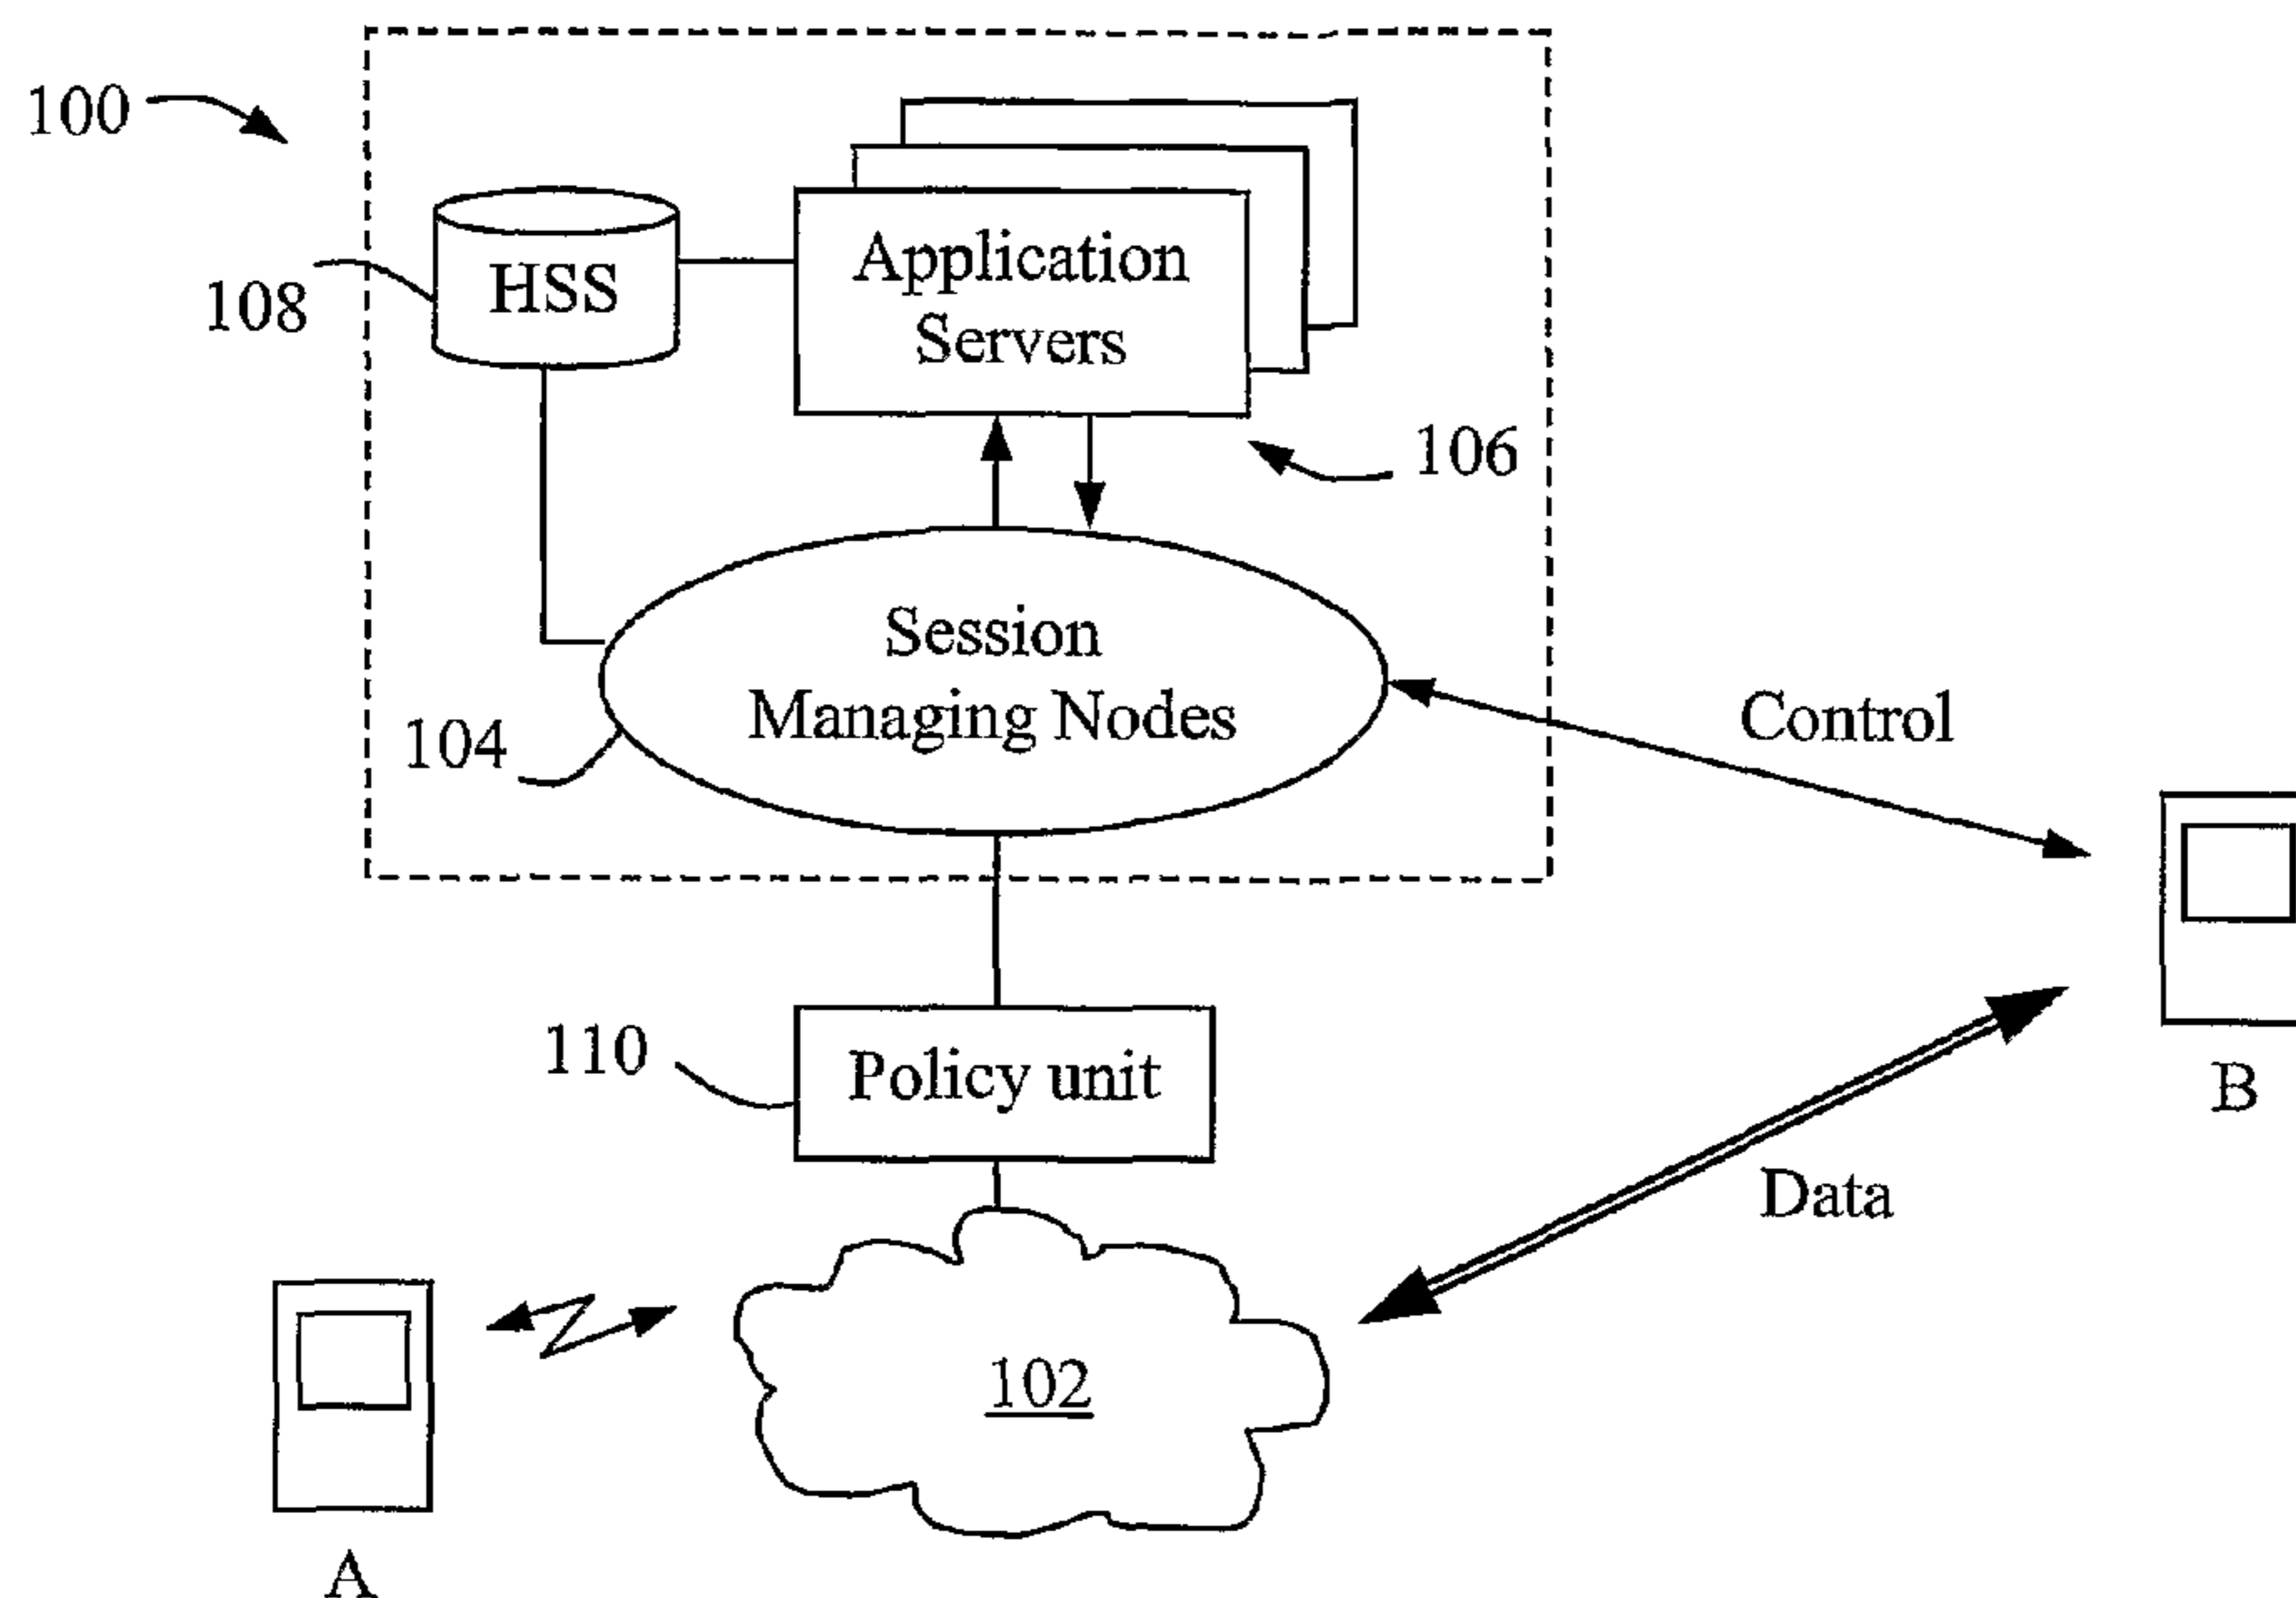 100
108
HSS
Application
Servers
106
Session
Managing Nodes
104
Control
110
Policy unit
B
Data
102
A